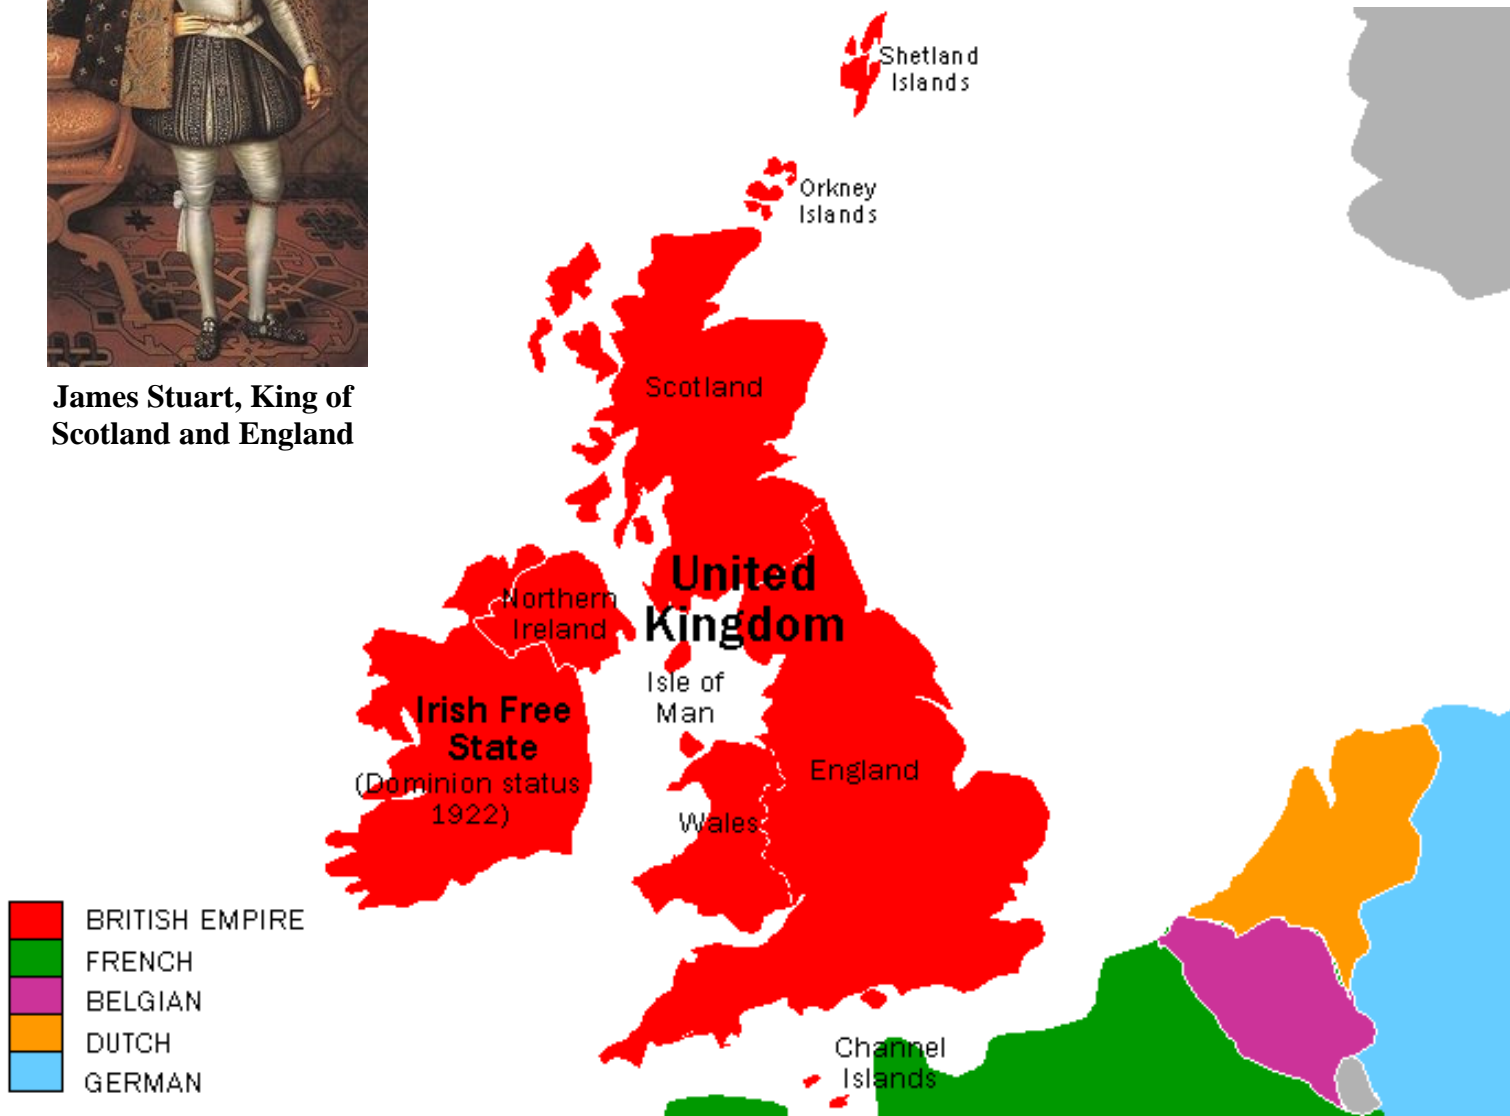 Shetland
Islands
Orkney
Islands
James Stuart, King of
Scotland and England
Scotland
United
Kingdom
Northern
Ireland
Isle of
Man
Irish Free
State
(Dominion status
1922)
England
Wales
Channel
Islands
BRITISH EMPIRE
FRENCH
BELGIAN
DUTCH
GERMAN